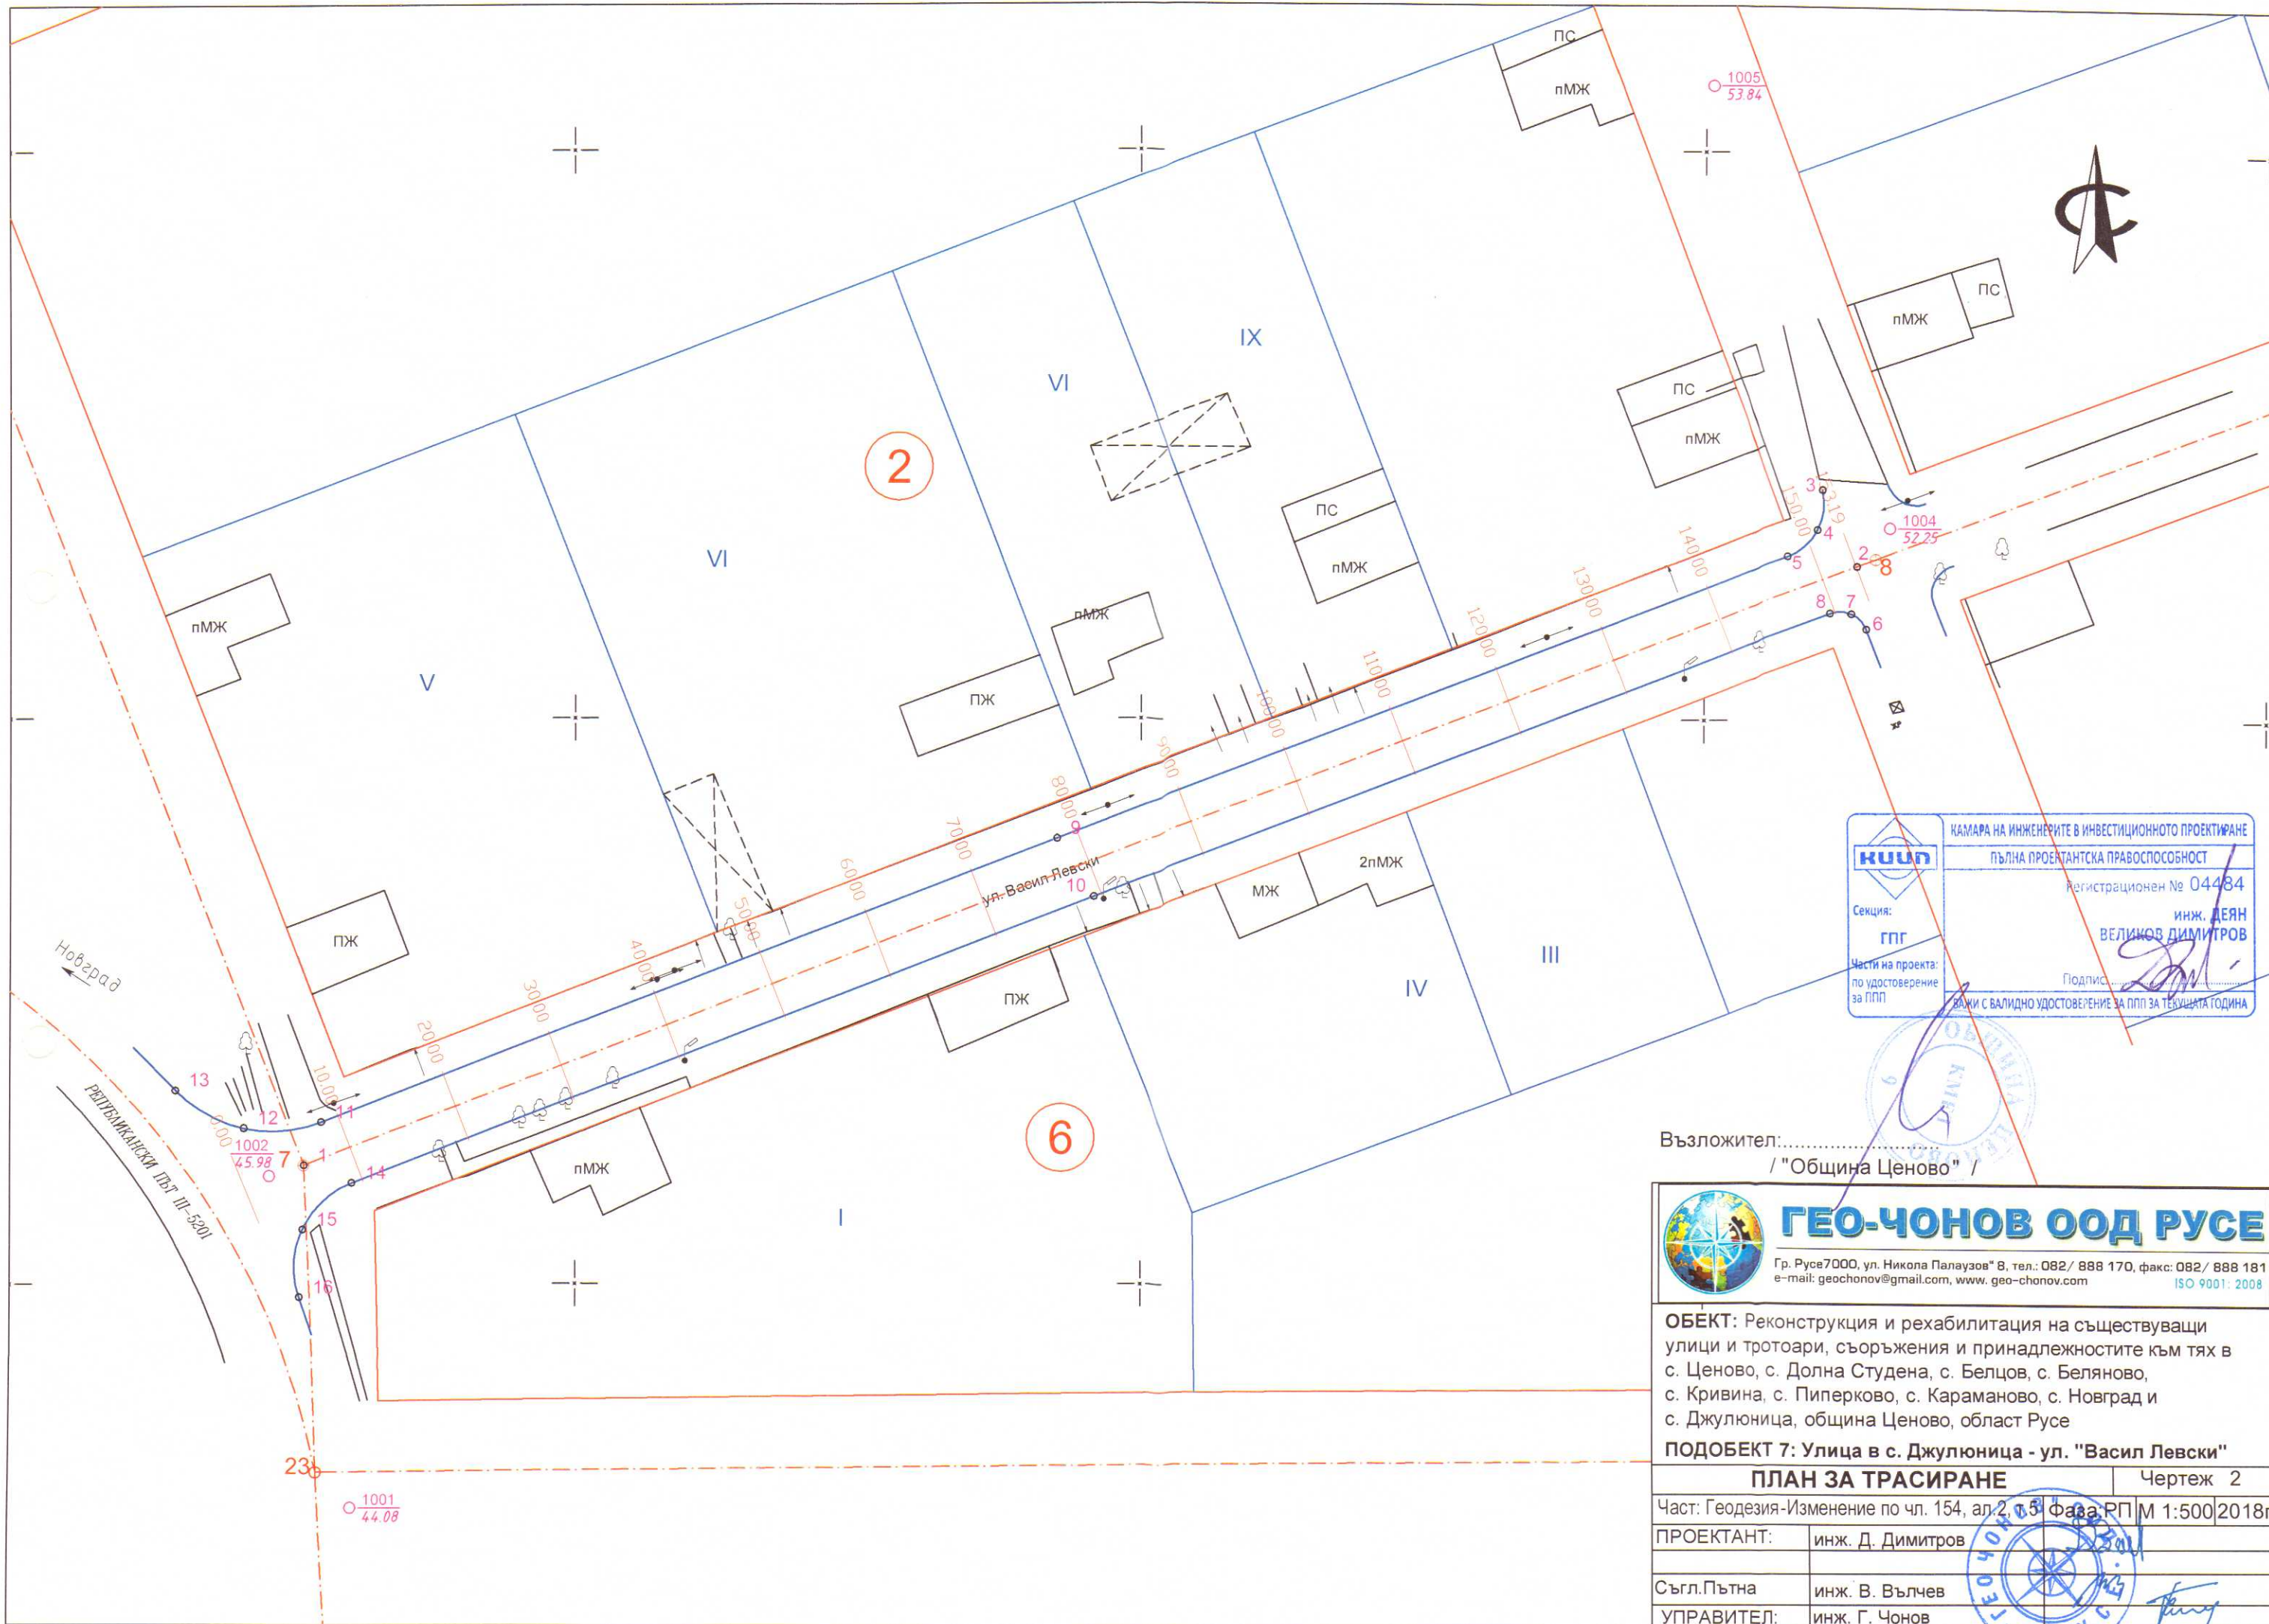 ПС
пМЖ
1005
53.84
пМЖ
ПС
IX
VI
ПС
пМЖ
2
3
153.19
150.00
4
1004
52.25
5
2
8
ПС
пМЖ
14000
13000
12000
11000
10000
9000
8000
7000
6000
5000
4000
3000
2000
10.00
0.00
8
7
6
VI
пМЖ
пМЖ
V
ПЖ
9
ул. Васил Левски
10
2пМЖ
МЖ
ПЖ
ПЖ
III
IV
Новград
РЕПУБЛИКАНСКИ ПЪТ III-5201
13
12
11
1002
45.98
7
1
14
15
16
пМЖ
6
I
23
1001
44.08
КАМАРА НА ИНЖЕНЕРИТЕ В ИНВЕСТИЦИОННОТО ПРОЕКТИРАНЕ
КИИП
ПЪЛНА ПРОЕКТАНТСКА ПРАВОСПОСОБНОСТ
Регистрационен № 04484
Секция:
ГПГ
инж. ДЕЯН
ВЕЛИКОВ ДИМИТРОВ
Части на проекта:
по удостоверение
за ППП
Подпис
ВАЖИ С ВАЛИДНО УДОСТОВЕРЕНИЕ ЗА ППП ЗА ТЕКУЩАТА ГОДИНА
ОБЩИНА ЦЕНОВО
КМЕТ
Възложител:......................
/ "Община Ценово" /
ГЕО-ЧОНОВ ООД РУСЕ
Гр. Русе7000, ул. Никола Палаузов" 8, тел.: 082/ 888 170, факс: 082/ 888 181
e-mail: geochonov@gmail.com, www. geo-chonov.com
ISO 9001: 2008
ОБЕКТ: Реконструкция и рехабилитация на съществуващи
улици и тротоари, съоръжения и принадлежностите към тях в
с. Ценово, с. Долна Студена, с. Белцов, с. Беляново,
с. Кривина, с. Пиперково, с. Караманово, с. Новград и
с. Джулюница, община Ценово, област Русе
ПОДОБЕКТ 7: Улица в с. Джулюница - ул. "Васил Левски"
ПЛАН ЗА ТРАСИРАНЕ
Чертеж 2
Част: Геодезия-Изменение по чл. 154, ал.2, т.5 Фаза:РП М 1:500 2018г
ПРОЕКТАНТ: инж. Д. Димитров
Съгл.Пътна инж. В. Вълчев
УПРАВИТЕЛ: инж. Г. Чонов